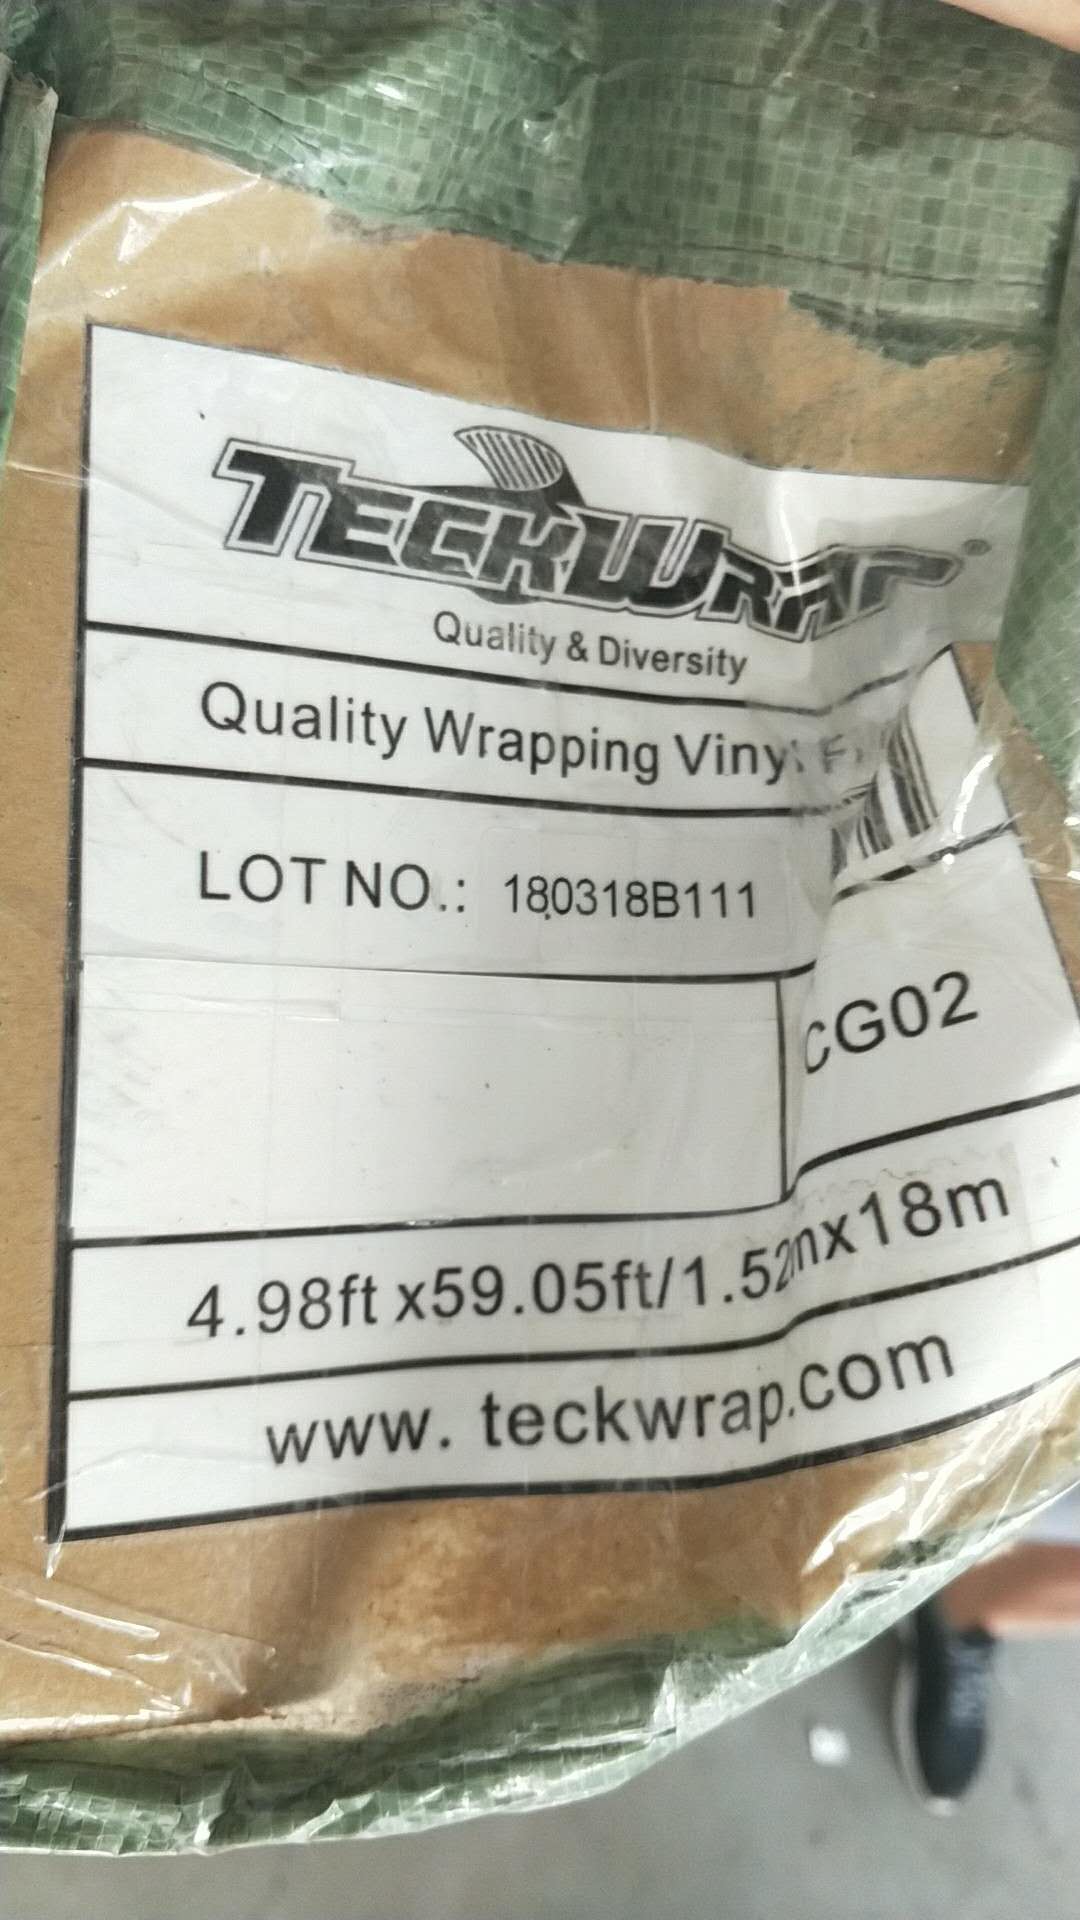 TECKWRAP®
Quality & Diversity
Quality Wrapping Vinyl
LOT NO.: 180318B111
CG02
4.98ft x59.05ft/1.52mx18m
www. teckwrap.com